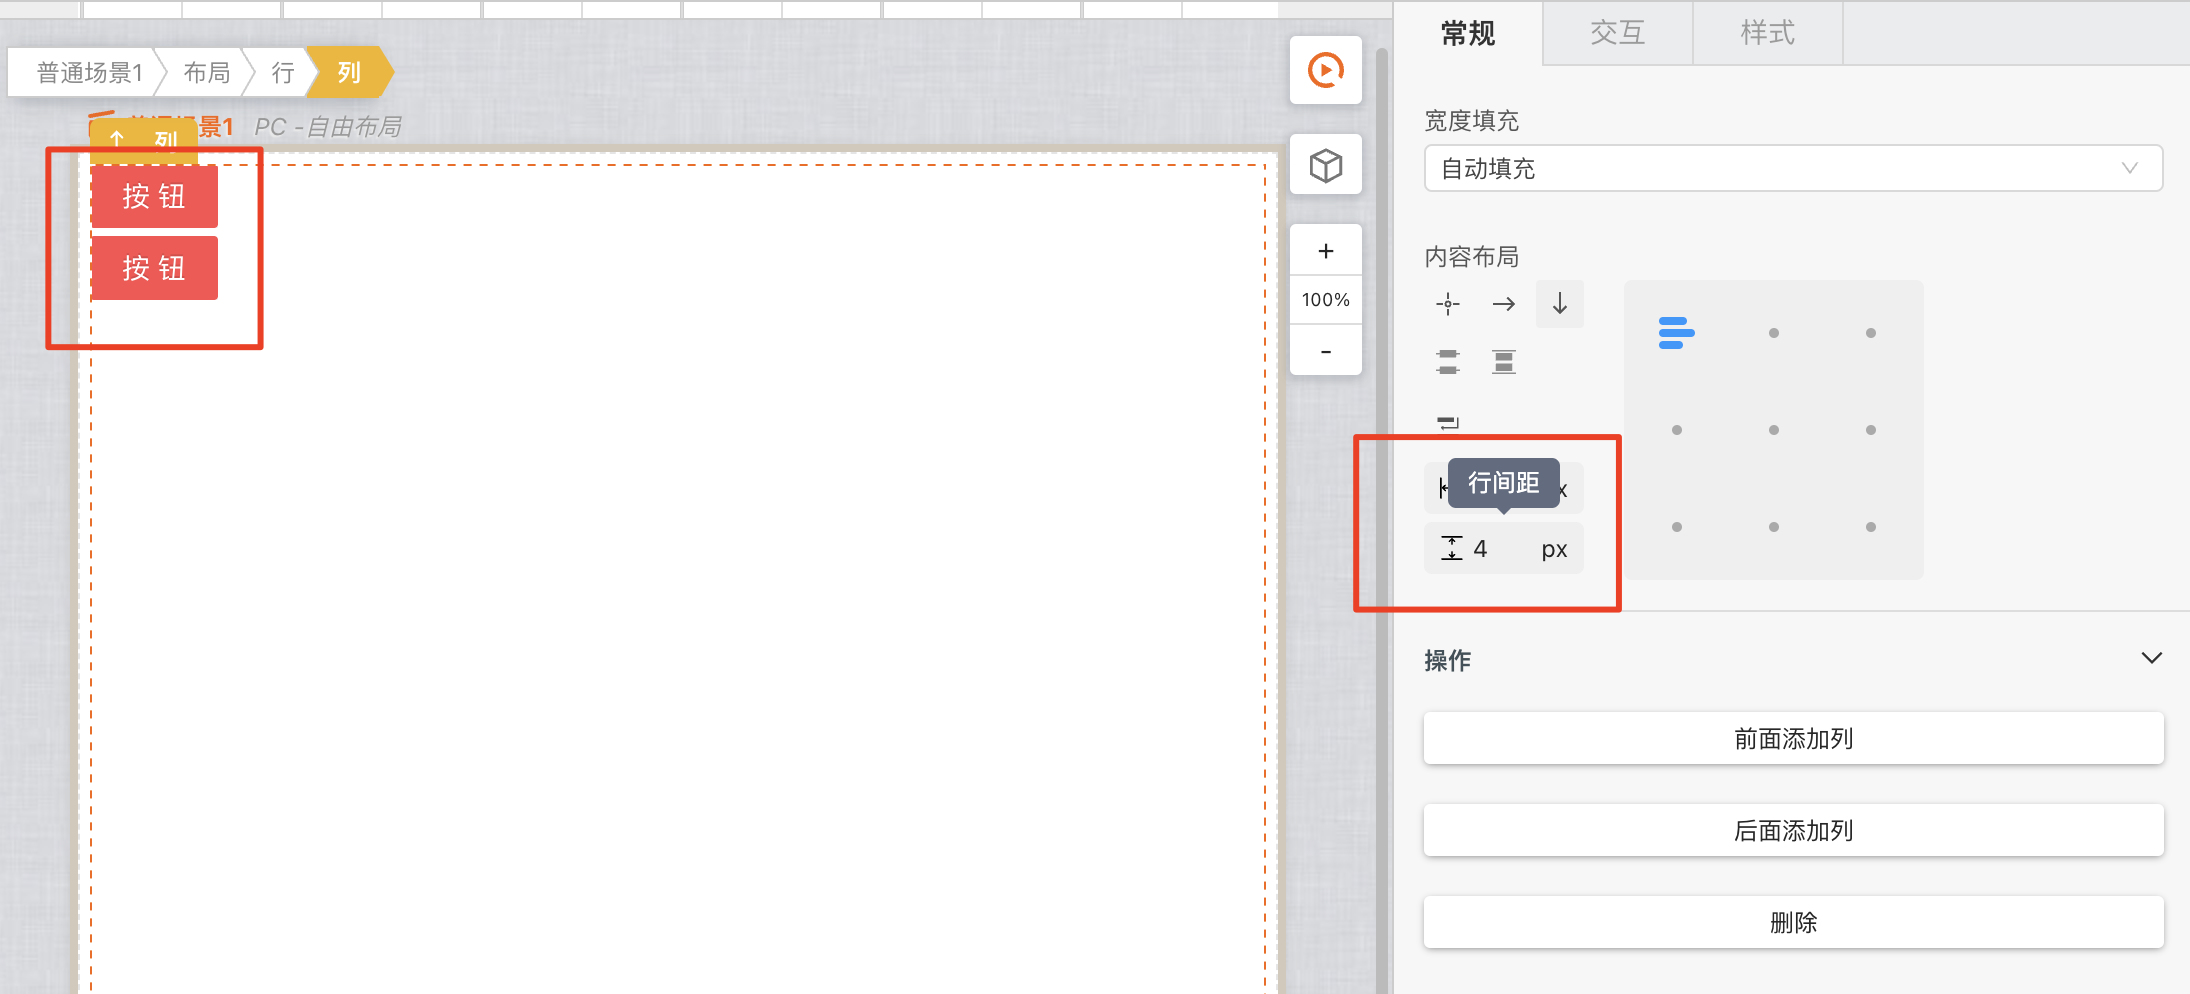 常规
交互
样式
普通场景1
布局
行
列
景1
PC -自由布局
列
按 钮
按 钮
+
100%
-
宽度填充
自动填充
内容布局
行间距
x
4
px
操作
前面添加列
后面添加列
删除